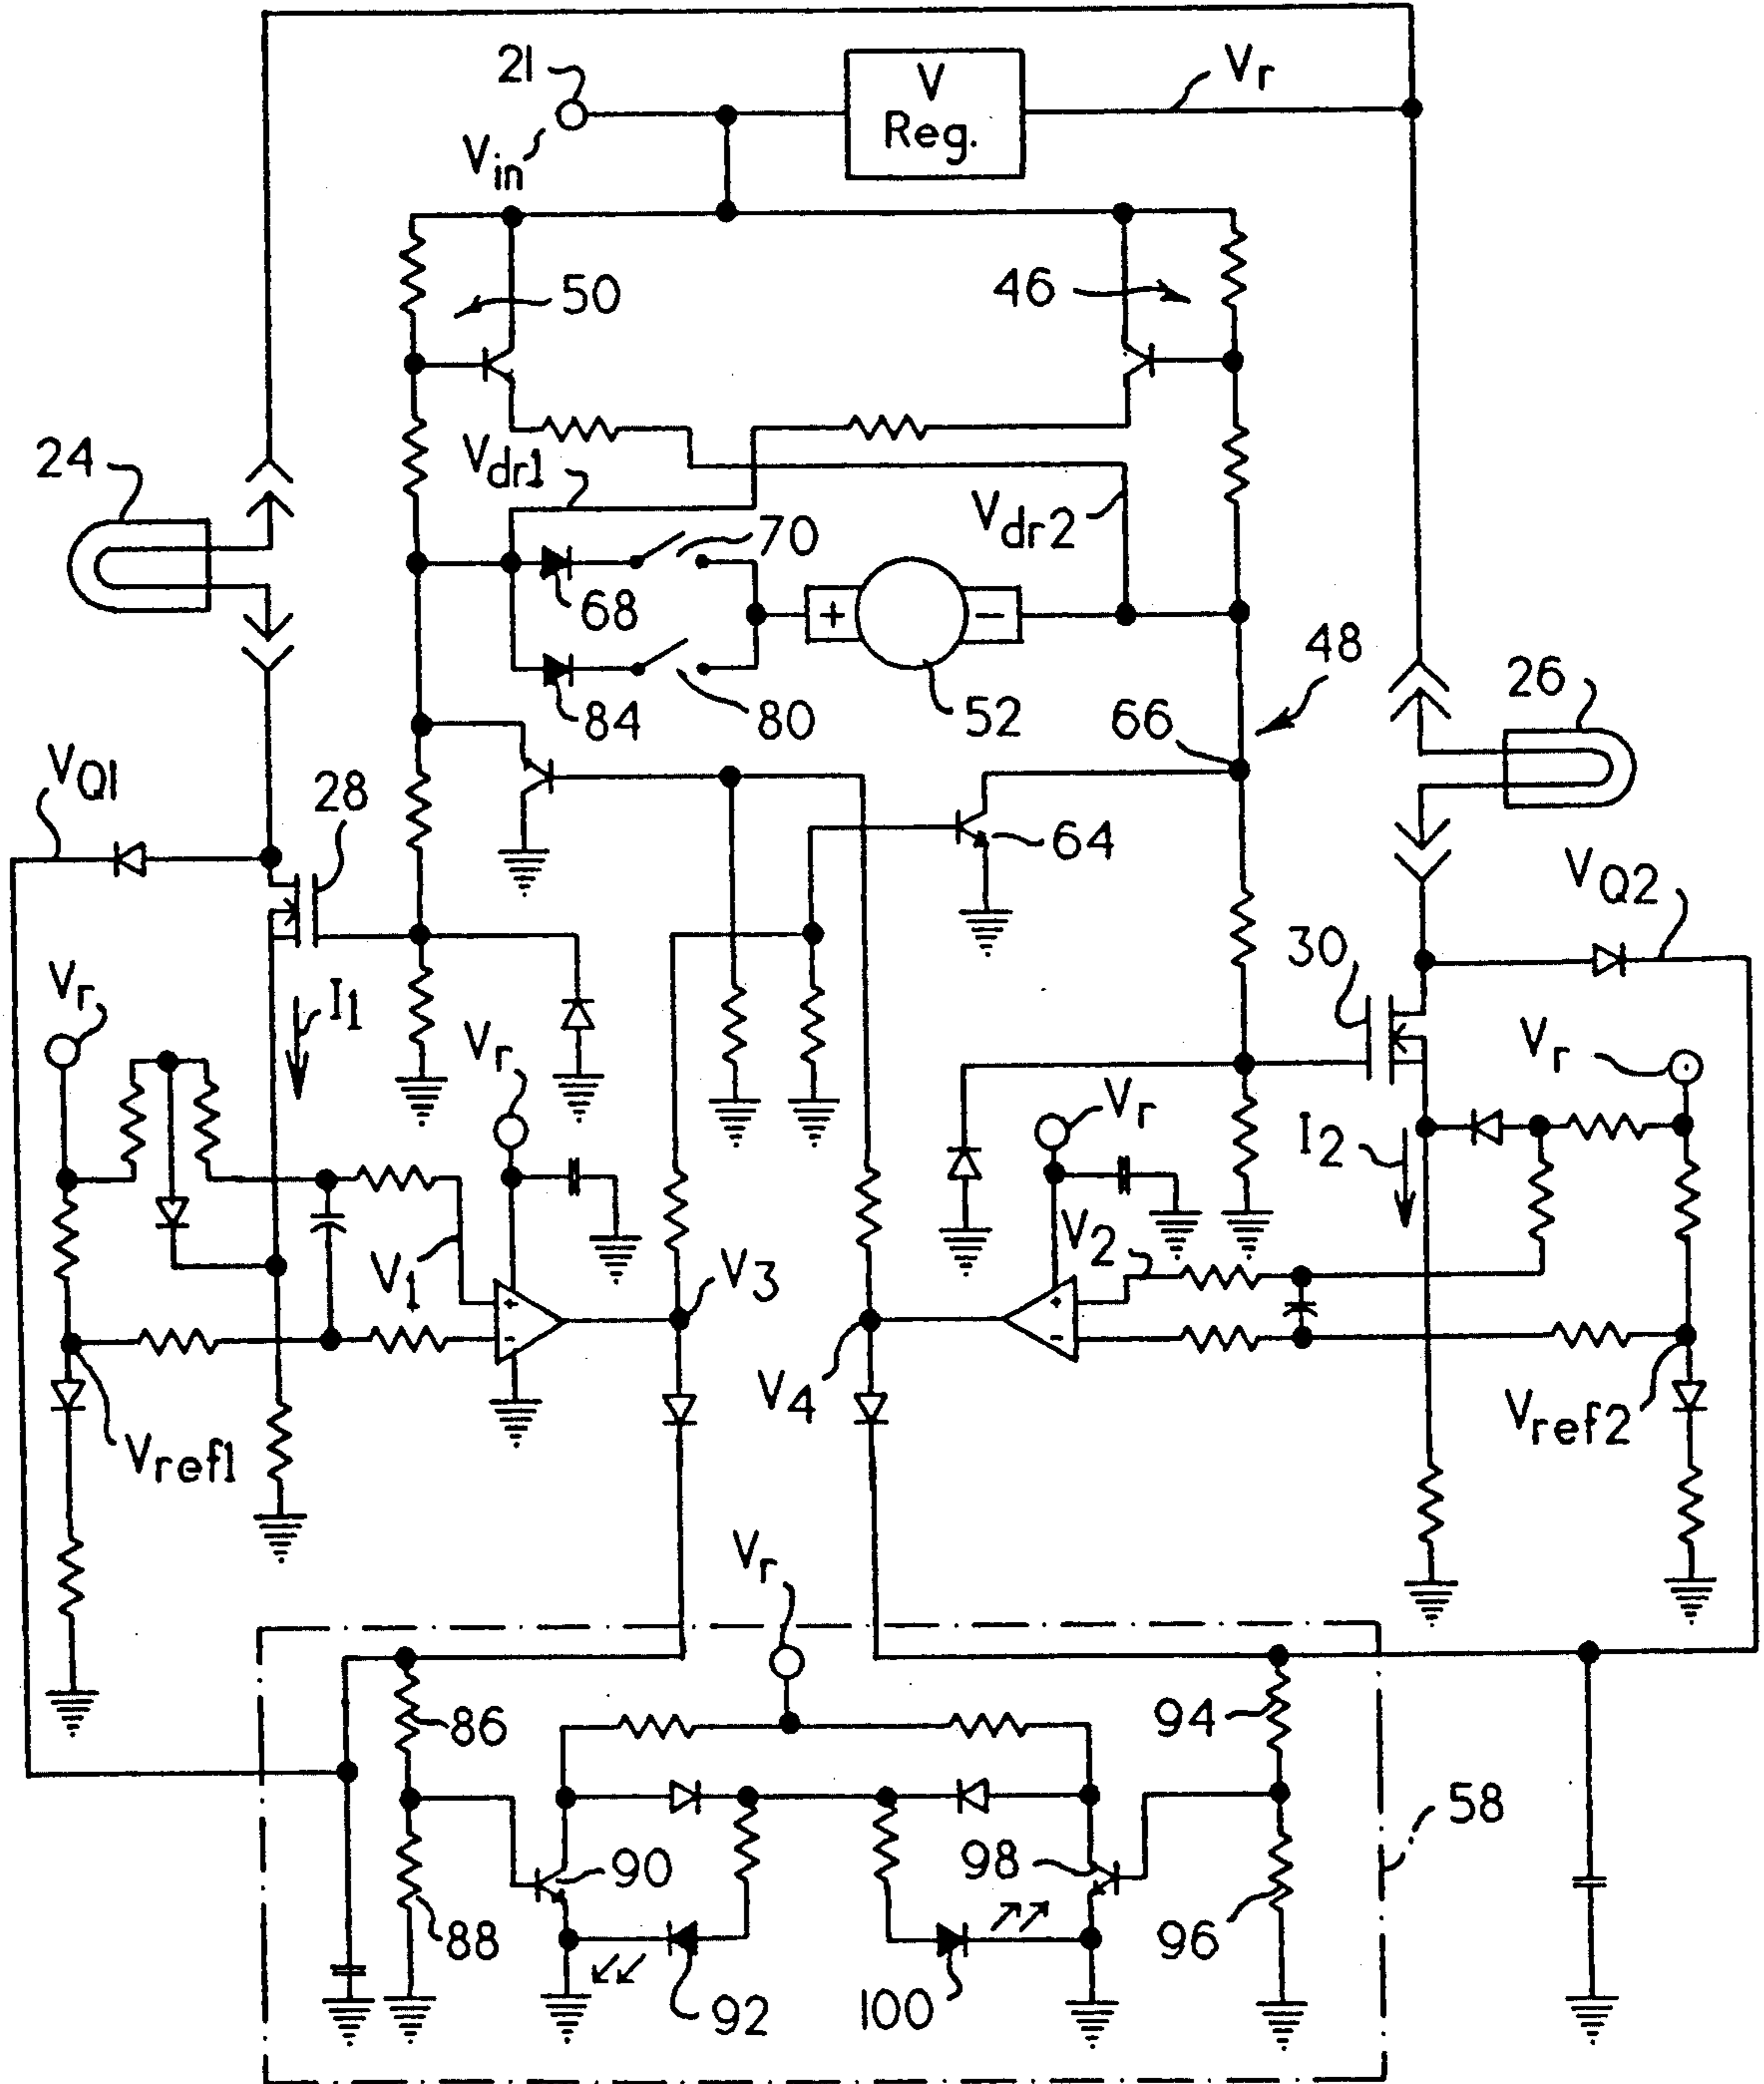 21
V
Reg.
Vr
Vin
50
46
24
Vdr1
70
Vdr2
68
+
−
48
84
80
52
66
26
VQ1
28
64
VQ2
30
Vr
I1
Vr
Vr
Vr
I2
V1
V2
V3
+
-
+
-
V4
Vref1
Vref2
Vr
86
94
58
90
98
88
96
92
100